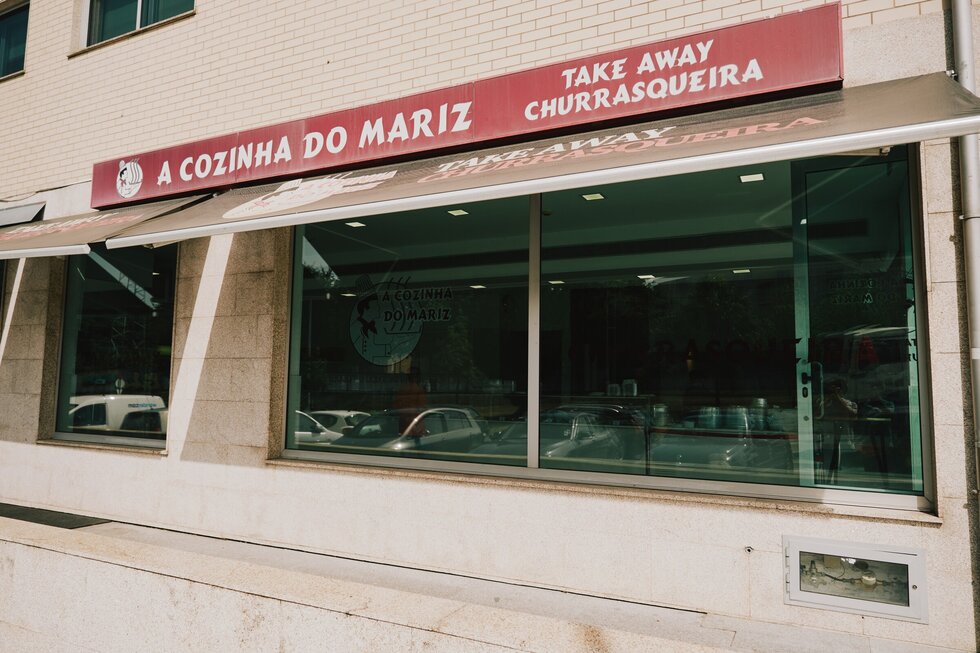 A COZINHA DO MARIZ
TAKE AWAY
CHURRASQUEIRA
TAKE AWAY
CHURRASQUEIRA
A COZINHA
DO MARIZ